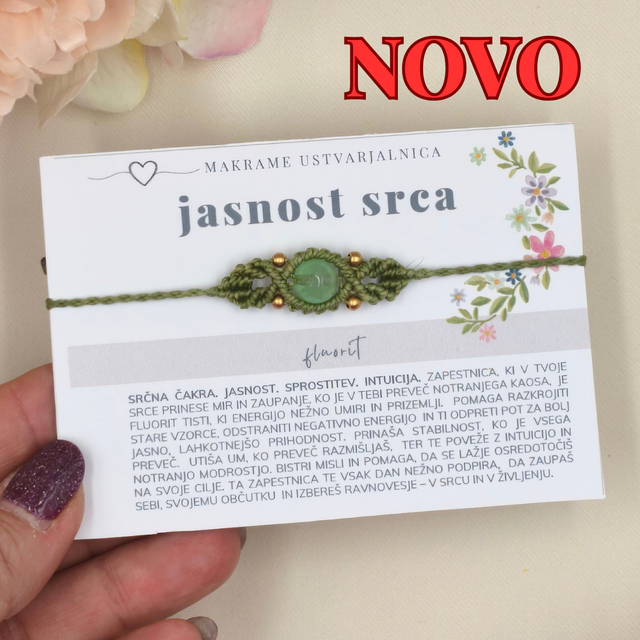 NOVO
MAKRAME USTVARJALNICA
jasnost srca
fluorit
SRČNA ČAKRA. JASNOST. SPROSTITEV. INTUICIJA. ZAPESTNICA, KI V TVOJE
SRCE PRINESE MIR IN ZAUPANJE, KO JE V TEBI PREVEČ NOTRANJEGA KAOSA, JE
FLUORIT TISTI, KI ENERGIJO NEŽNO UMIRI IN PRIZEMLJI. POMAGA RAZKROJITI
STARE VZORCE, ODSTRANITI NEGATIVNO ENERGIJO IN TI ODPRETI POT ZA BOLJ
JASNO, LAHKOTNEJŠO PRIHODNOST. PRINAŠA STABILNOST, KO JE VSEGA
PREVEČ. UTIŠA UM, KO PREVEČ RAZMIŠLJAŠ, TER TE POVEŽE Z INTUICIJO IN
NOTRANJO MODROSTJO. BISTRI MISLI IN POMAGA, DA SE LAŽJE OSREDOTOČIŠ
NA SVOJE CILJE. TA ZAPESTNICA TE VSAK DAN NEŽNO PODPIRA, DA ZAUPAŠ
SEBI, SVOJEMU OBČUTKU IN IZBEREŠ RAVNOVESJE – V SRCU IN V ŽIVLJENJU.